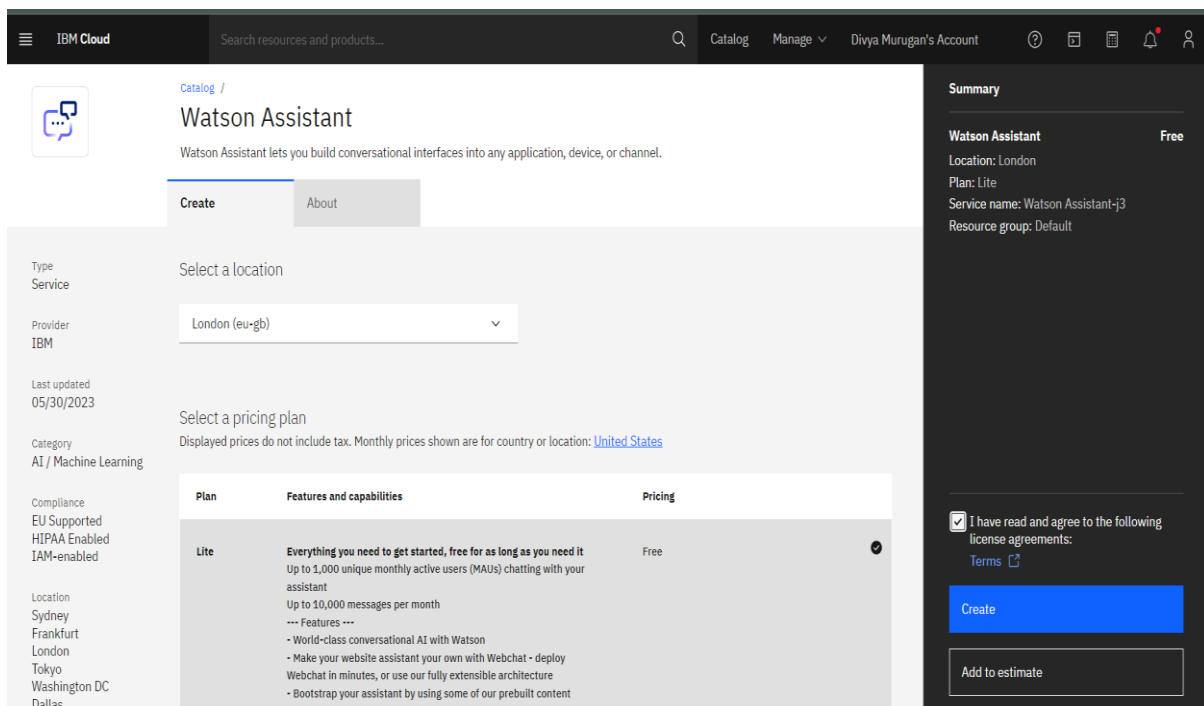 IBM Cloud
Search resources and products...
Catalog
Manage
Divya Murugan's Account
Catalog /
Watson Assistant
Watson Assistant lets you build conversational interfaces into any application, device, or channel.
Create
About
Type
Service
Provider
IBM
Last updated
05/30/2023
Category
AI / Machine Learning
Compliance
EU Supported
HIPAA Enabled
IAM-enabled
Location
Sydney
Frankfurt
London
Tokyo
Washington DC
Dallas
Select a location
London (eu-gb)
Select a pricing plan
Displayed prices do not include tax. Monthly prices shown are for country or location: United States
Plan
Features and capabilities
Pricing
Lite
Everything you need to get started, free for as long as you need it
Free
Up to 1,000 unique monthly active users (MAUs) chatting with your
assistant
Up to 10,000 messages per month
--- Features ---
- World-class conversational AI with Watson
- Make your website assistant your own with Webchat - deploy
Webchat in minutes, or use our fully extensible architecture
- Bootstrap your assistant by using some of our prebuilt content
Summary
Watson Assistant
Free
Location: London
Plan: Lite
Service name: Watson Assistant-j3
Resource group: Default
I have read and agree to the following
license agreements:
Terms
Create
Add to estimate